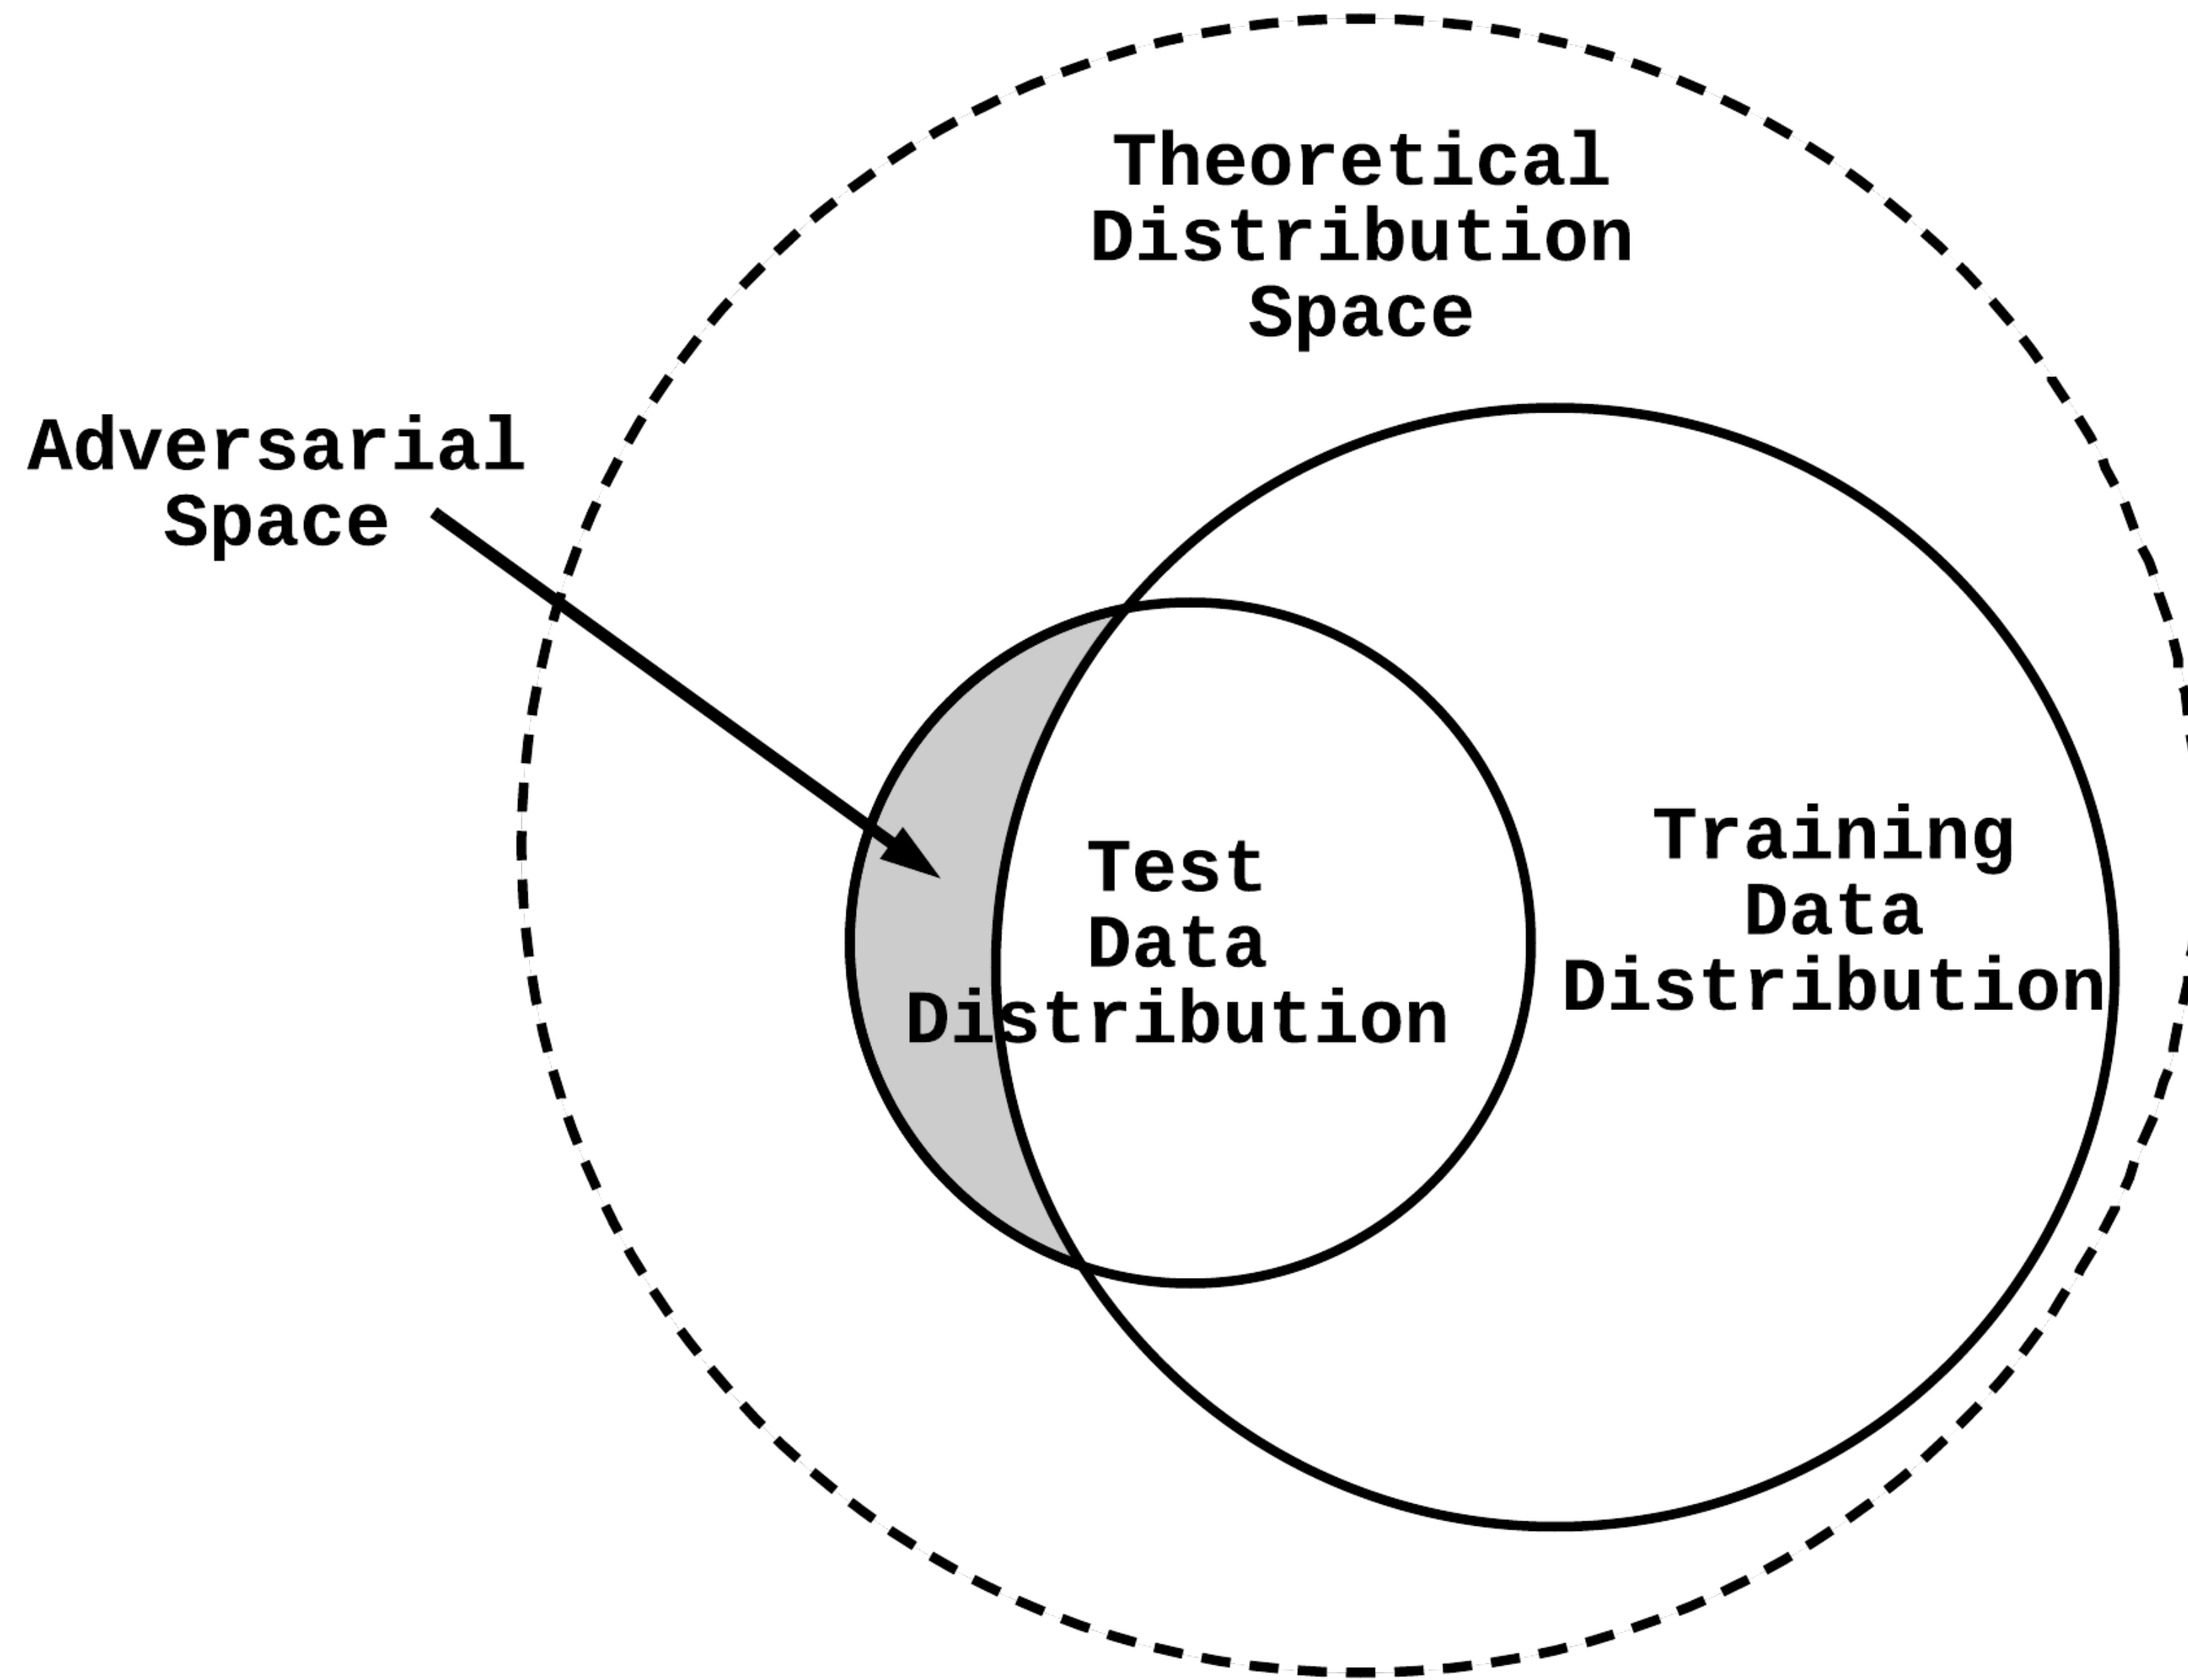 Theoretical
Distribution
Space
Adversarial
Space
Test
Data
Distribution
Training
Data
Distribution